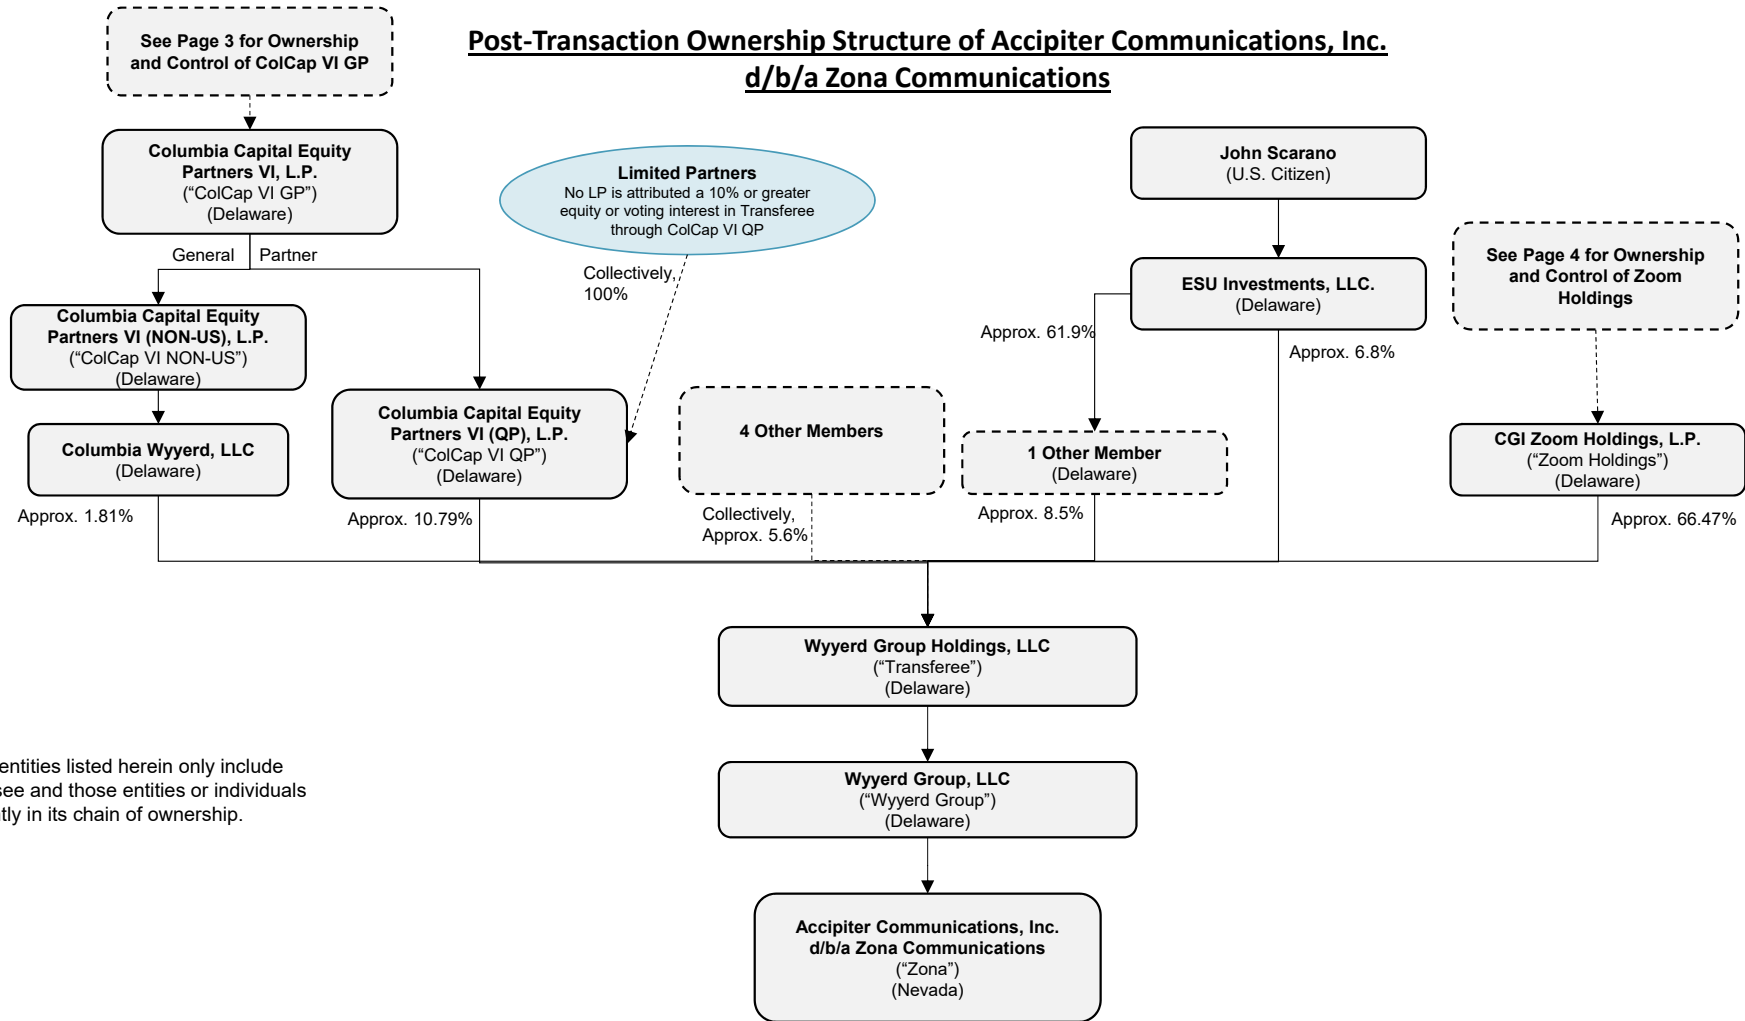 Post-Transaction Ownership Structure of Accipiter Communications, Inc.
d/b/a Zona Communications
See Page 3 for Ownership
and Control of ColCap VI GP
Columbia Capital Equity
Partners VI, L.P.
(“ColCap VI GP”)
(Delaware)
General Partner
Limited Partners
No LP is attributed a 10% or greater
equity or voting interest in Transferee
through ColCap VI QP
Collectively,
100%
John Scarano
(U.S. Citizen)
ESU Investments, LLC.
(Delaware)
Approx. 61.9%
Approx. 6.8%
See Page 4 for Ownership
and Control of Zoom
Holdings
Columbia Capital Equity
Partners VI (NON-US), L.P.
(“ColCap VI NON-US”)
(Delaware)
Columbia Wyyerd, LLC
(Delaware)
Approx. 1.81%
Columbia Capital Equity
Partners VI (QP), L.P.
(“ColCap VI QP”)
(Delaware)
Approx. 10.79%
4 Other Members
Collectively,
Approx. 5.6%
1 Other Member
(Delaware)
Approx. 8.5%
CGI Zoom Holdings, L.P.
(“Zoom Holdings”)
(Delaware)
Approx. 66.47%
Wyyerd Group Holdings, LLC
(“Transferee”)
(Delaware)
Wyyerd Group, LLC
(“Wyyerd Group”)
(Delaware)
Accipiter Communications, Inc.
d/b/a Zona Communications
(“Zona”)
(Nevada)
entities listed herein only include
see and those entities or individuals
tly in its chain of ownership.